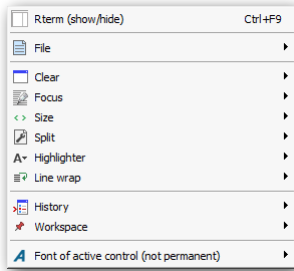 Rterm (show/hide) Ctrl+F9
File
Clear
Focus
Size
Split
Highlighter
Line wrap
History
Workspace
Font of active control (not permanent)